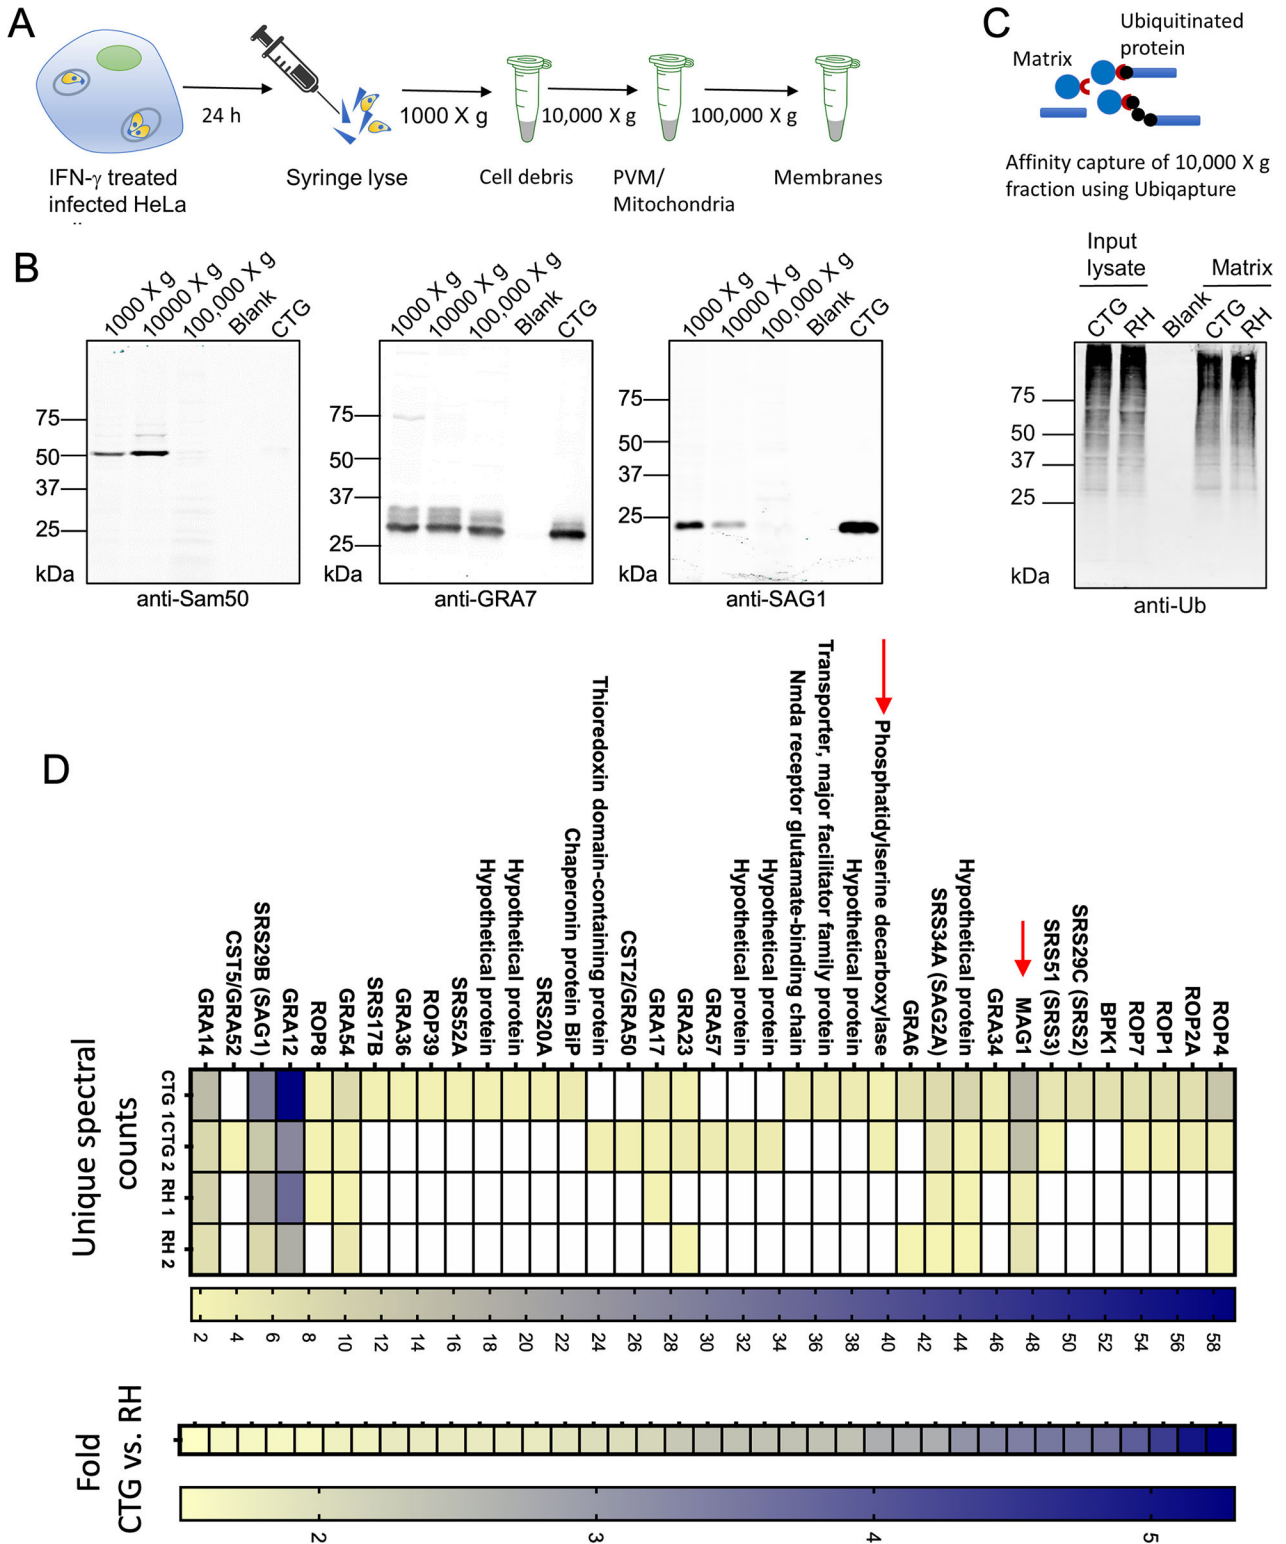 A
24 h
1000 X g
10,000 X g
100,000 X g
IFN-γ treated
infected HeLa
Syringe lyse
Cell debris
PVM/
Mitochondria
Membranes
C
Matrix
Ubiquitinated
protein
Affinity capture of 10,000 X g
fraction using Ubiqapture
B
1000 X g
10000 X g
100,000 X g
Blank
CTG
75
50
37
25
kDa
anti-Sam50
1000 X g
10000 X g
100,000 X g
Blank
CTG
75
50
37
25
kDa
anti-GRA7
1000 X g
10000 X g
100,000 X g
Blank
CTG
75
50
37
25
kDa
anti-SAG1
Input
lysate
Matrix
CTG
RH
Blank
CTG
RH
75
50
37
25
kDa
anti-Ub
D
GRA14
CST5/GRA52
SRS29B (SAG1)
GRA12
ROP8
GRA54
SRS17B
GRA36
ROP39
SRS52A
Hypothetical protein
Hypothetical protein
SRS20A
Chaperonin protein BiP
Thioredoxin domain-containing protein
CST2/GRA50
GRA17
GRA23
GRA57
Hypothetical protein
Hypothetical protein
Nmda receptor glutamate-binding chain
Transporter, major facilitator family protein
Hypothetical protein
Phosphatidylserine decarboxylase
GRA6
SRS34A (SAG2A)
Hypothetical protein
GRA34
MAG1
SRS51 (SRS3)
SRS29C (SRS2)
BPK1
ROP7
ROP1
ROP2A
ROP4
Unique spectral
counts
CTG 1
CTG 2
RH 1
RH 2
2
4
6
8
10
12
14
16
18
20
22
24
26
28
30
32
34
36
38
40
42
44
46
48
50
52
54
56
58
Fold
CTG vs. RH
2
3
4
5